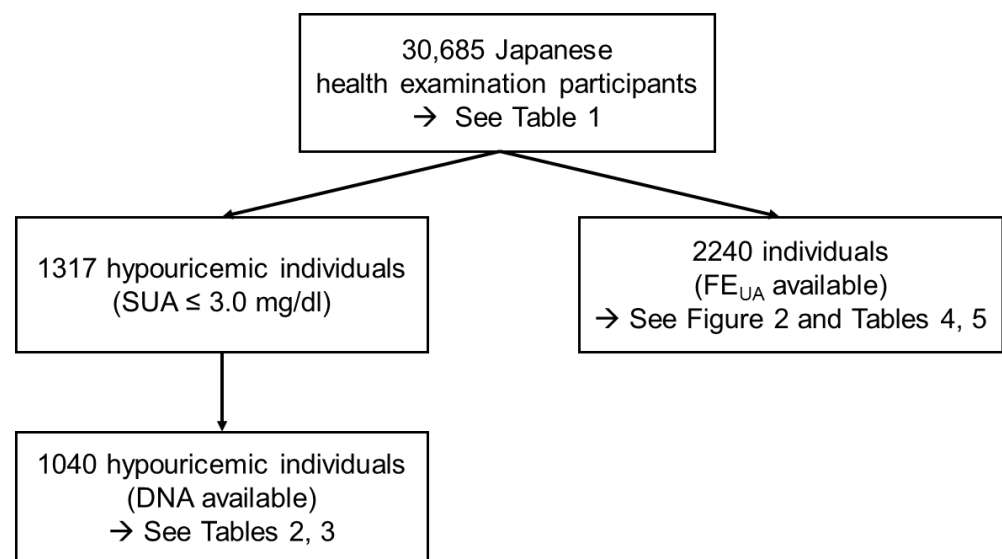 30,685 Japanese
health examination participants
→ See Table 1
1317 hypouricemic individuals
(SUA ≤ 3.0 mg/dl)
2240 individuals
(FEUA available)
→ See Figure 2 and Tables 4, 5
1040 hypouricemic individuals
(DNA available)
→ See Tables 2, 3